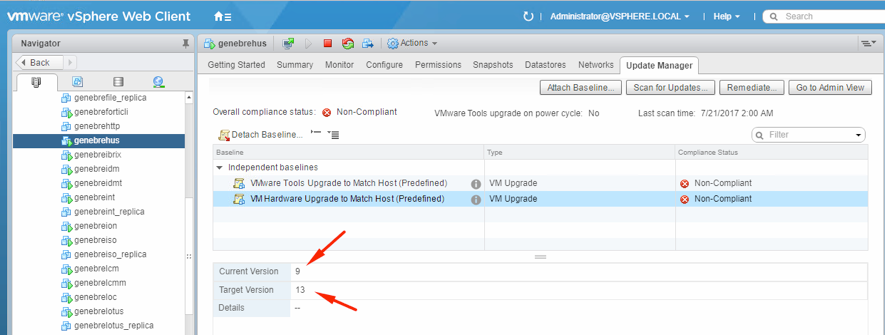 vmware® vSphere Web Client
Administrator@VSPHERE.LOCAL
Help
Search
Navigator
Back
genebrefile_replica
genebreforticli
genebrehttp
genebrehus
genebreibrix
genebreidm
genebreidmt
genebreint
genebreint_replica
genebreion
genebreiso
genebreiso_replica
genebrelcm
genebrelcmm
genebreloc
genebrelotus
genebrelotus_replica
genebrehus
Actions
Getting Started Summary Monitor Configure Permissions Snapshots Datastores Networks Update Manager
Attach Baseline... Scan for Updates... Remediate... Go to Admin View
Overall compliance status: Non-Compliant VMware Tools upgrade on power cycle: No Last scan time: 7/21/2017 2:00 AM
Detach Baseline... Filter
Baseline Type Compliance Status
Independent baselines
VMware Tools Upgrade to Match Host (Predefined) VM Upgrade Non-Compliant
VM Hardware Upgrade to Match Host (Predefined) VM Upgrade Non-Compliant
Current Version 9
Target Version 13
Details --